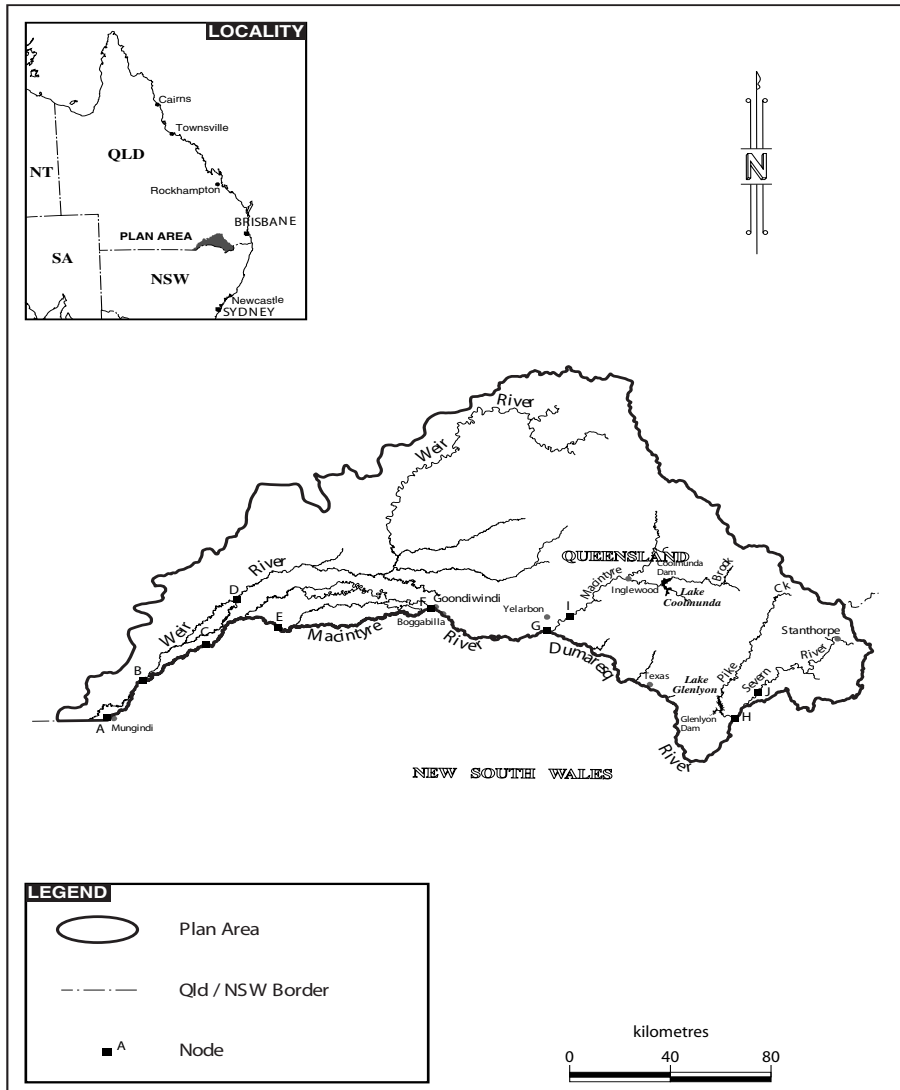 LOCALITY
Cairns
Townsville
QLD
NT
Rockhampton
BRISBANE
PLAN AREA
SA
NSW
Newcastle
SYDNEY
N
River
Weir
QUEENSLAND
River
Coolmunda
Dam
Macintyre
Brook
Inglewood
Lake
Coolmunda
Ck
D
Goondiwindi
F
Yelarbon
I
Weir
E
Boggabilla
Stanthorpe
C
Macintyre
G
River
River
Dumaresq
Pike
B
Texas
Lake
Glenlyon
Severn
J
A
Mungindi
Glenlyon
Dam
H
River
NEW SOUTH WALES
LEGEND
Plan Area
Qld / NSW Border
A
Node
kilometres
0 40 80